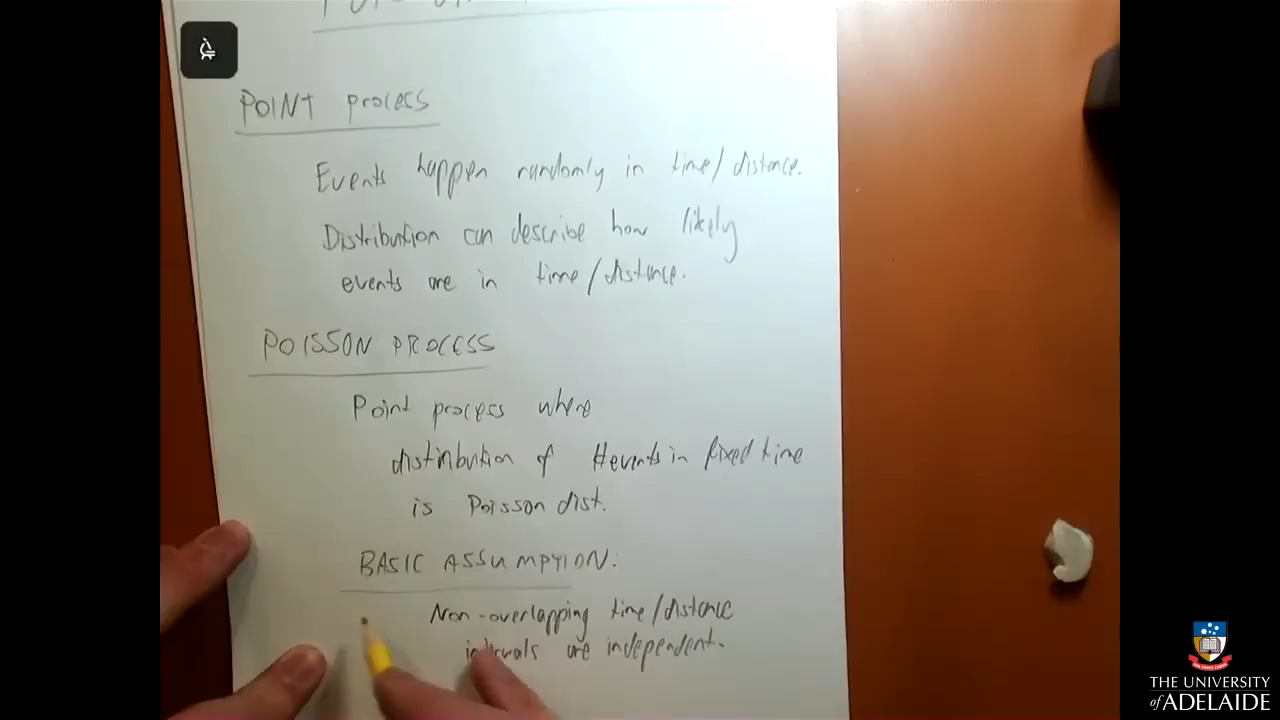 POINT process
Events happen randomly in time/distance.
Distribution can describe how likely
events are in time/distance.
POISSON PROCESS
Point process where
distribution of #events in fixed time
is Poisson dist.
BASIC ASSUMPTION:
Non-overlapping time/distance
intervals are independent.
THE UNIVERSITY
of ADELAIDE